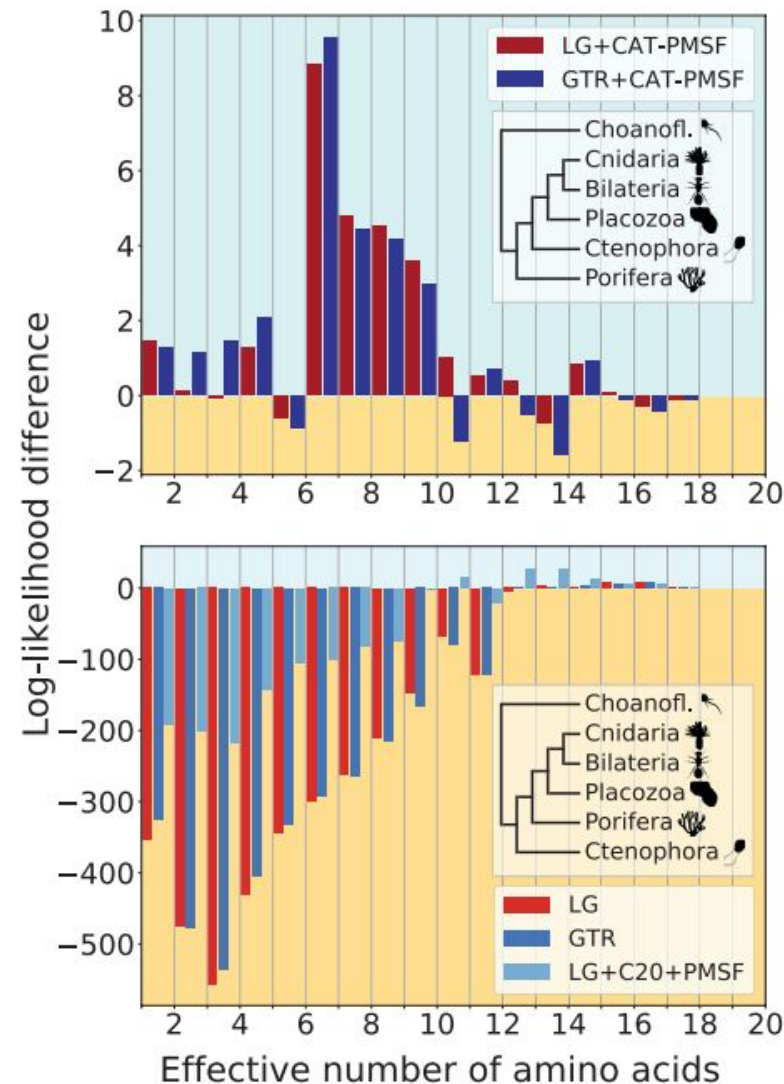 Log-likelihood difference
10
8
6
4
2
0
−2
LG+CAT-PMSF
GTR+CAT-PMSF
Choanofl.
Cnidaria
Bilateria
Placozoa
Ctenophora
Porifera
2 4 6 8 10 12 14 16 18 20
0
−100
−200
−300
−400
−500
Choanofl.
Cnidaria
Bilateria
Placozoa
Porifera
Ctenophora
LG
GTR
LG+C20+PMSF
2 4 6 8 10 12 14 16 18 20
Effective number of amino acids